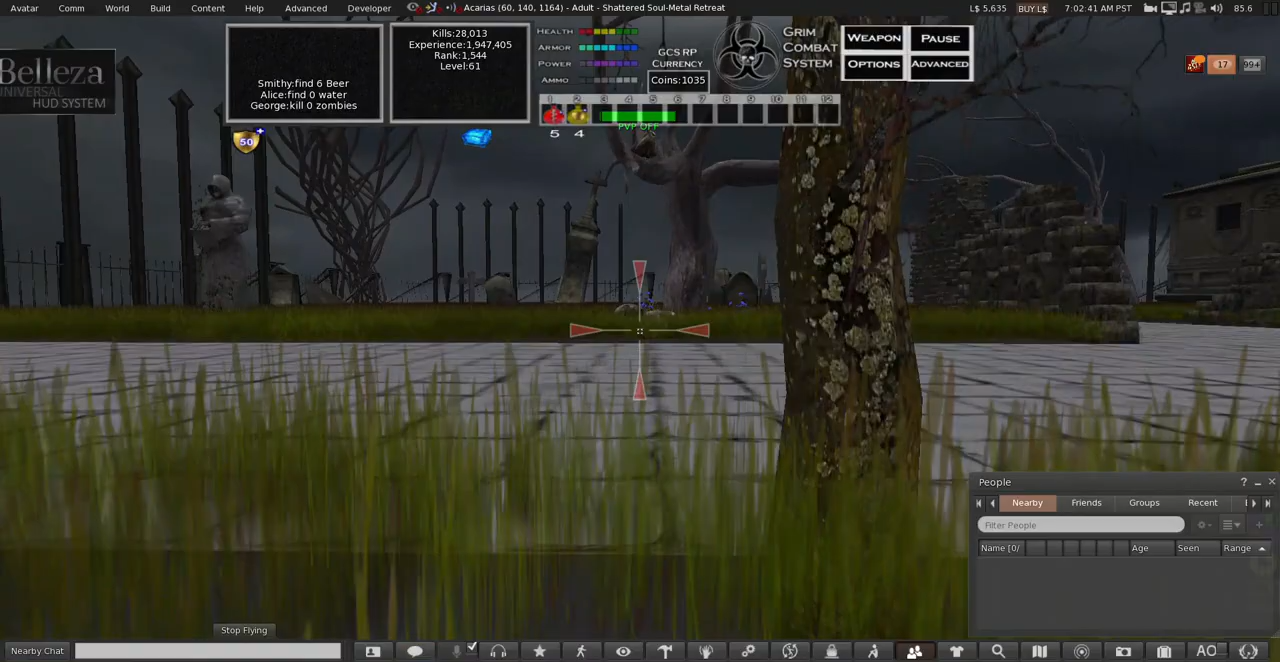 Avatar Comm World Build Content Help Advanced Developer Acarias (60, 140, 1164) - Adult - Shattered Soul-Metal Retreat L$ 5,635 BUY L$ 7:02:41 AM PST 85.6
Belleza
UNIVERSAL
HUD SYSTEM
Smithy:find 6 Beer
Alice:find 0 water
George:kill 0 zombies
Kills:28,013
Experience:1,947,405
Rank:1,544
Level:61
HEALTH
ARMOR
POWER
AMMO
GCS RP
CURRENCY
Coins:1035
GRIM
COMBAT
SYSTEM
WEAPON PAUSE
OPTIONS ADVANCED
17 994
1 2 3 4 5 6 7 8 9 10 11 12
PVP OFF
5 4
50
People ?
Nearby Friends Groups Recent
Filter People
Name [0/ Age Seen Range
Stop Flying
Nearby Chat
AO